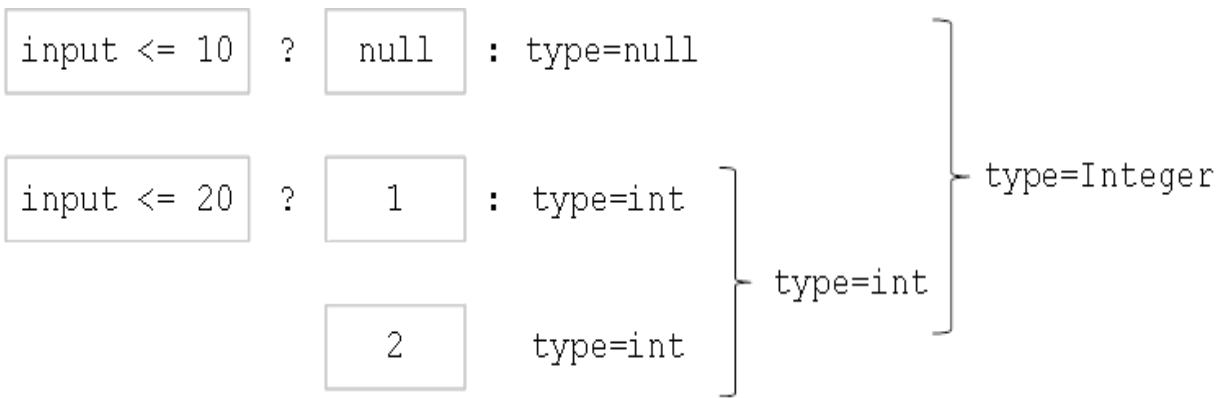 input <= 10 ? null : type=null
input <= 20 ? 1 : type=int
type=Integer
type=int
2 type=int